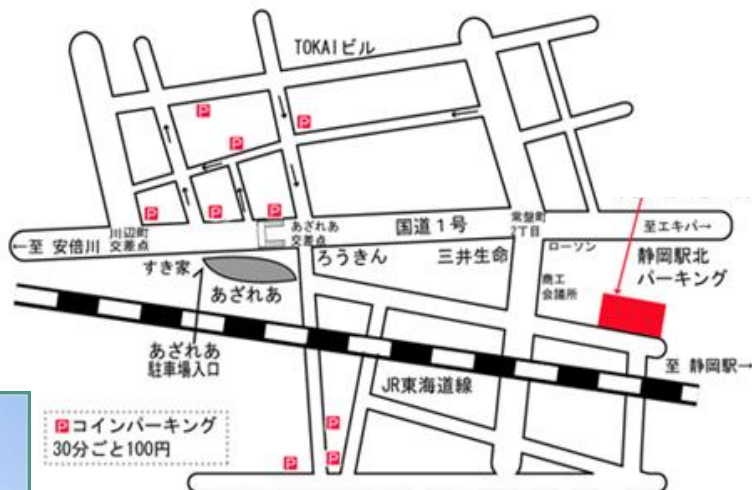 TOKAIビル
P
P
P
P
P
P
国道1号
常盤町
2丁目
至エキパ→
←至 安倍川
川辺町
交差点
あざれあ
交差点
ろうきん
三井生命
ローソン
静岡駅北
パーキング
すき家
あざれあ
商工
会議所
あざれあ
駐車場入口
至 静岡駅→
JR東海道線
Pコインパーキング
30分ごと100円
P
P
P